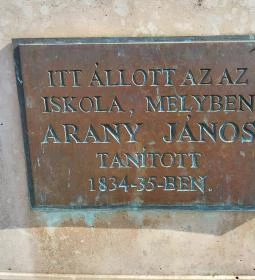 ITT ÁLLOTT AZ AZ
ISKOLA, MELYBEN
ARANY JÁNOS
TANÍTOTT
1834-35-BEN.